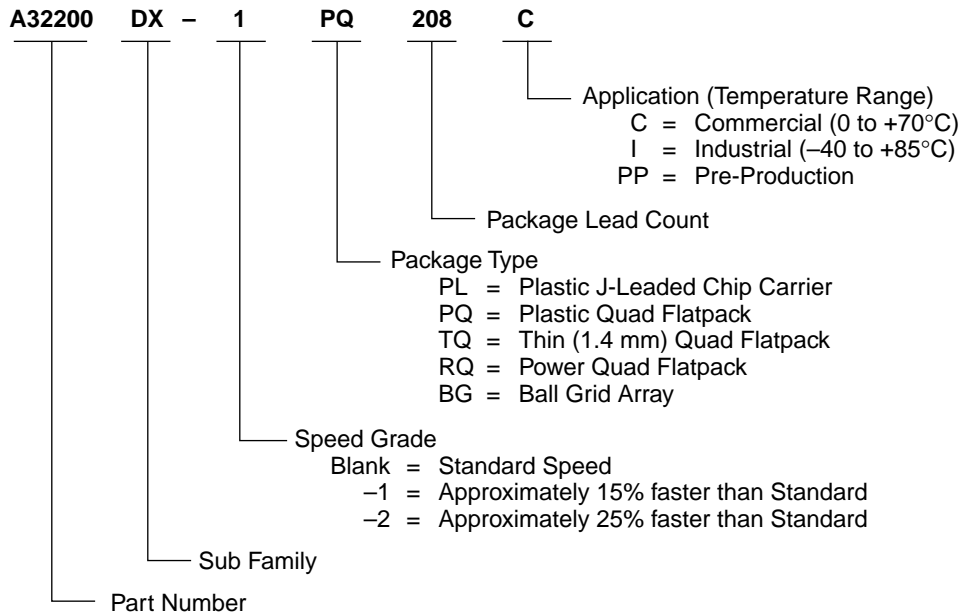 A32200 DX – 1 PQ 208 C
Application (Temperature Range)
C = Commercial (0 to +70°C)
I = Industrial (–40 to +85°C)
PP = Pre-Production
Package Lead Count
Package Type
PL = Plastic J-Leaded Chip Carrier
PQ = Plastic Quad Flatpack
TQ = Thin (1.4 mm) Quad Flatpack
RQ = Power Quad Flatpack
BG = Ball Grid Array
Speed Grade
Blank = Standard Speed
–1 = Approximately 15% faster than Standard
–2 = Approximately 25% faster than Standard
Sub Family
Part Number